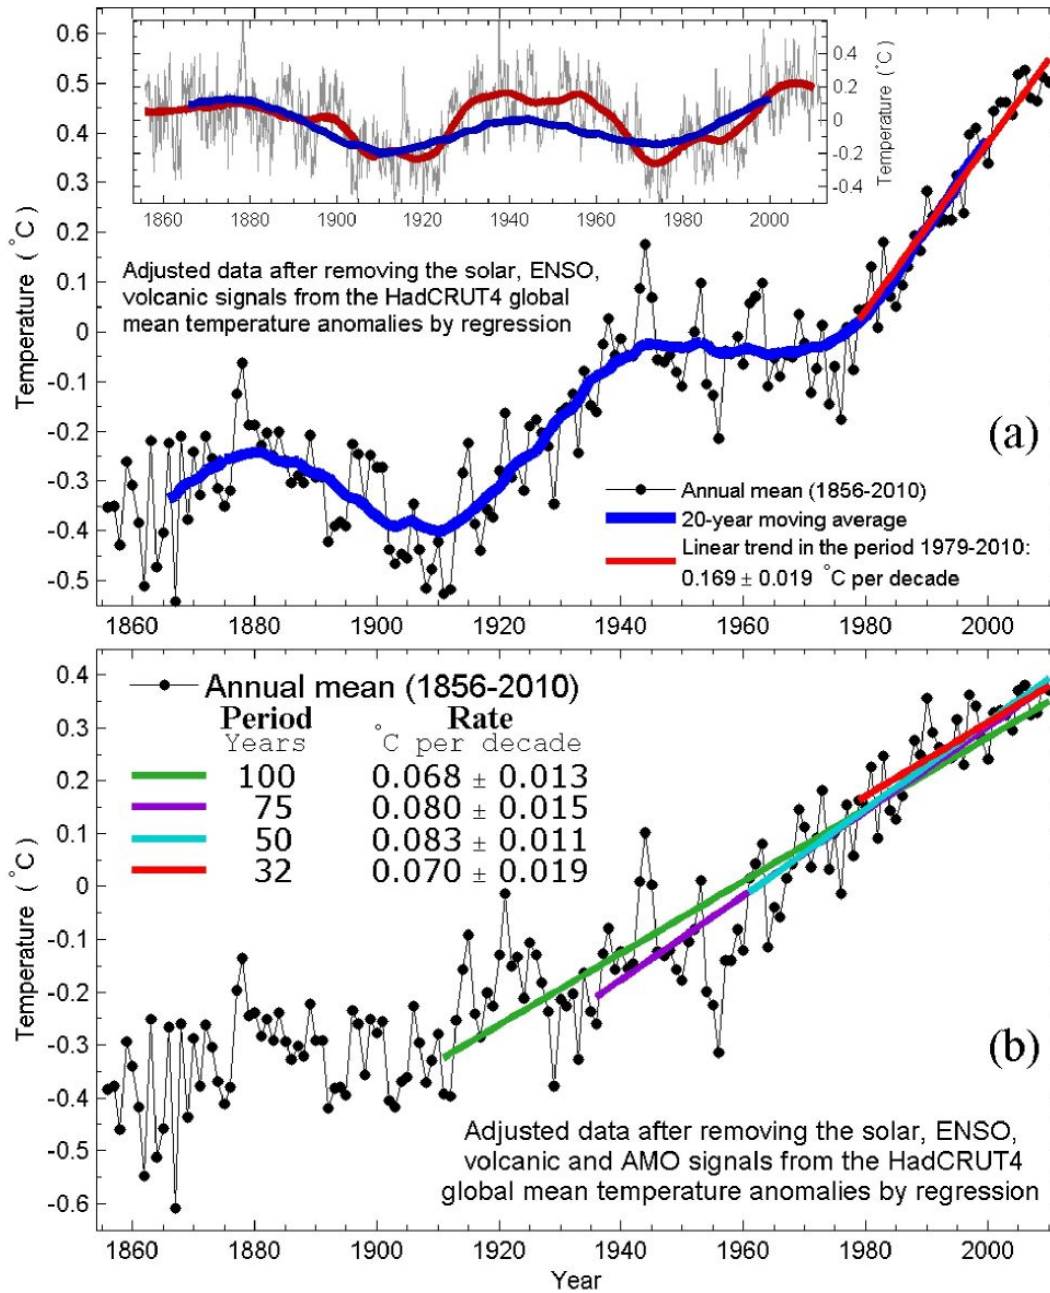 1860 1880 1900 1920 1940 1960 1980 2000
0.6
0.5
0.4
0.3
0.2
0.1
0
-0.1
-0.2
-0.3
-0.4
-0.5
Temperature (°C)
0.4
0.2
0
-0.2
-0.4
Temperature (°C)
1860 1880 1900 1920 1940 1960 1980 2000
Adjusted data after removing the solar, ENSO,
volcanic signals from the HadCRUT4 global
mean temperature anomalies by regression
(a)
Annual mean (1856-2010)
20-year moving average
Linear trend in the period 1979-2010:
0.169 ± 0.019 °C per decade
1860 1880 1900 1920 1940 1960 1980 2000
0.4
0.3
0.2
0.1
0
-0.1
-0.2
-0.3
-0.4
-0.5
-0.6
Temperature (°C)
Annual mean (1856-2010)
Period Rate
Years °C per decade
100 0.068 ± 0.013
75 0.080 ± 0.015
50 0.083 ± 0.011
32 0.070 ± 0.019
(b)
Adjusted data after removing the solar, ENSO,
volcanic and AMO signals from the HadCRUT4
global mean temperature anomalies by regression
1860 1880 1900 1920 1940 1960 1980 2000
Year